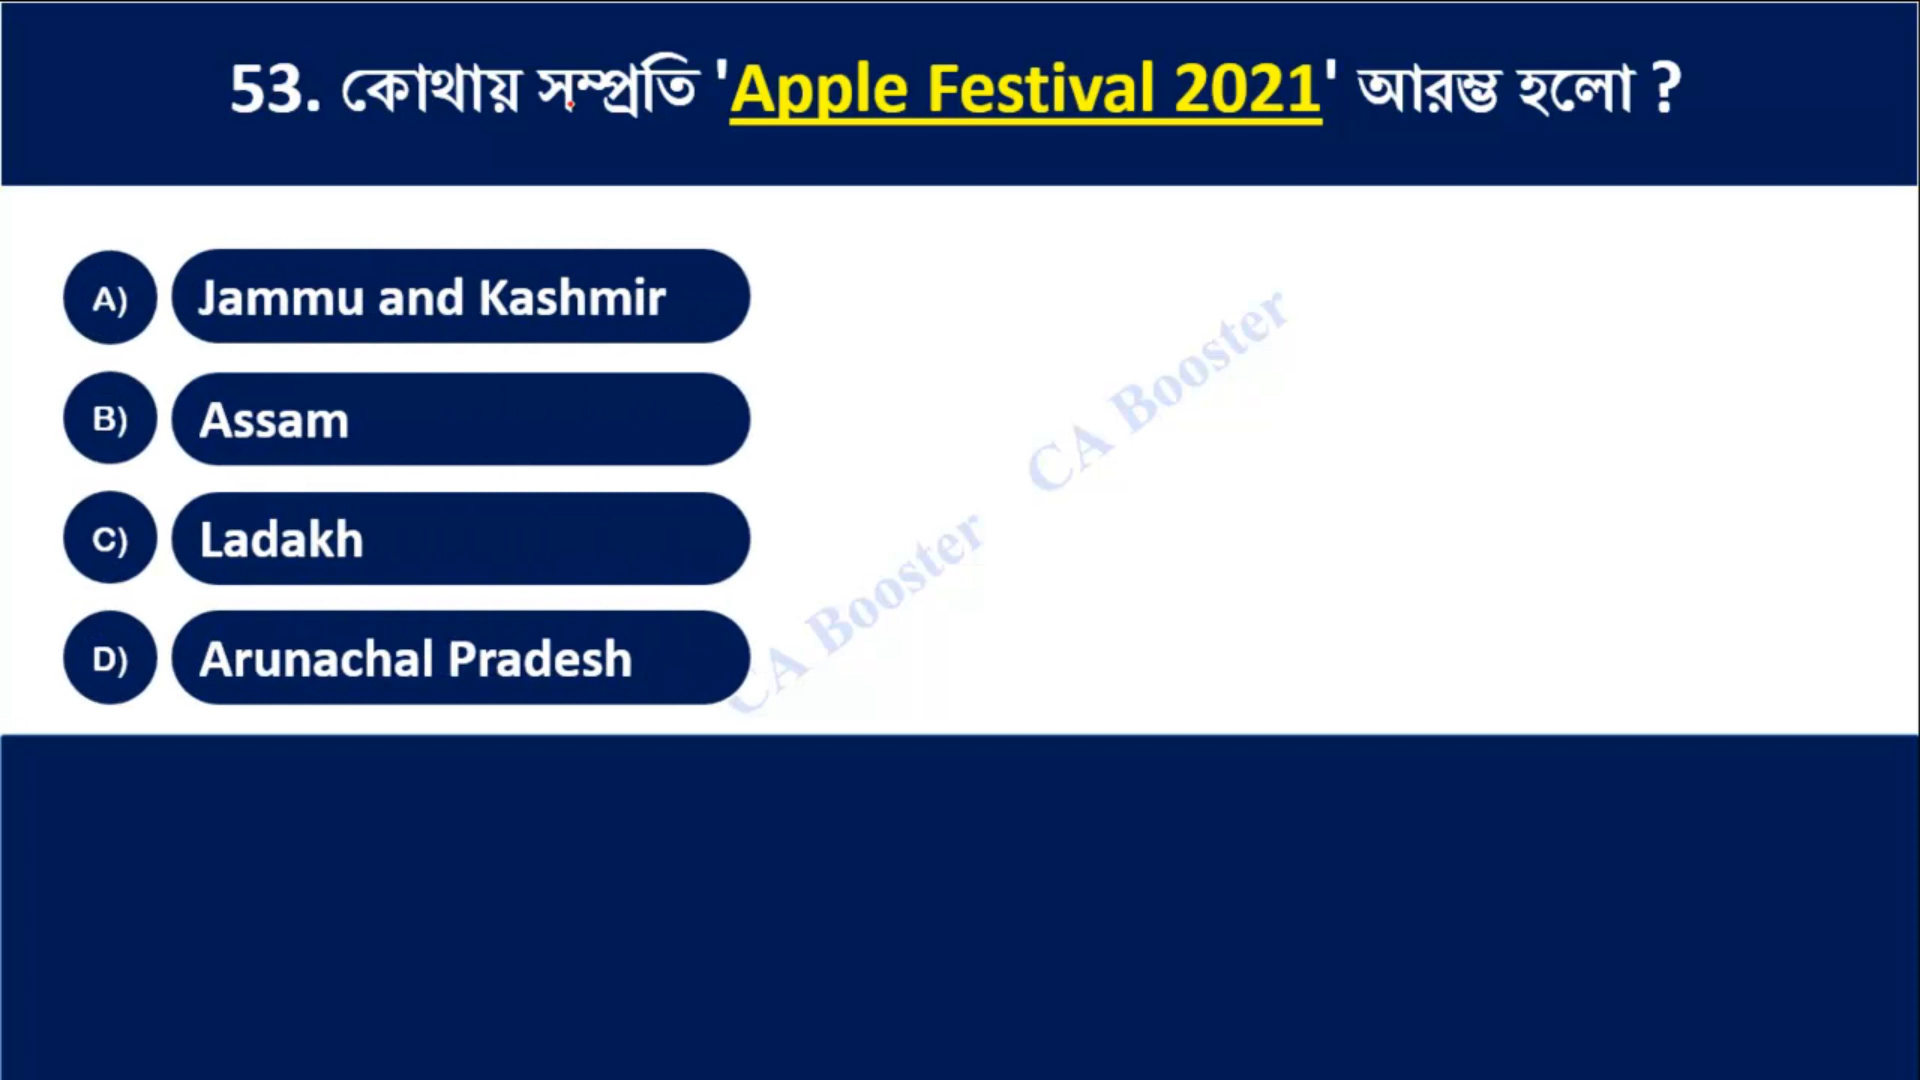 53. কোথায় সম্প্রতি 'Apple Festival 2021' আরম্ভ হলো ?
A) Jammu and Kashmir
B) Assam
C) Ladakh
D) Arunachal Pradesh
CA Booster
CA Booster